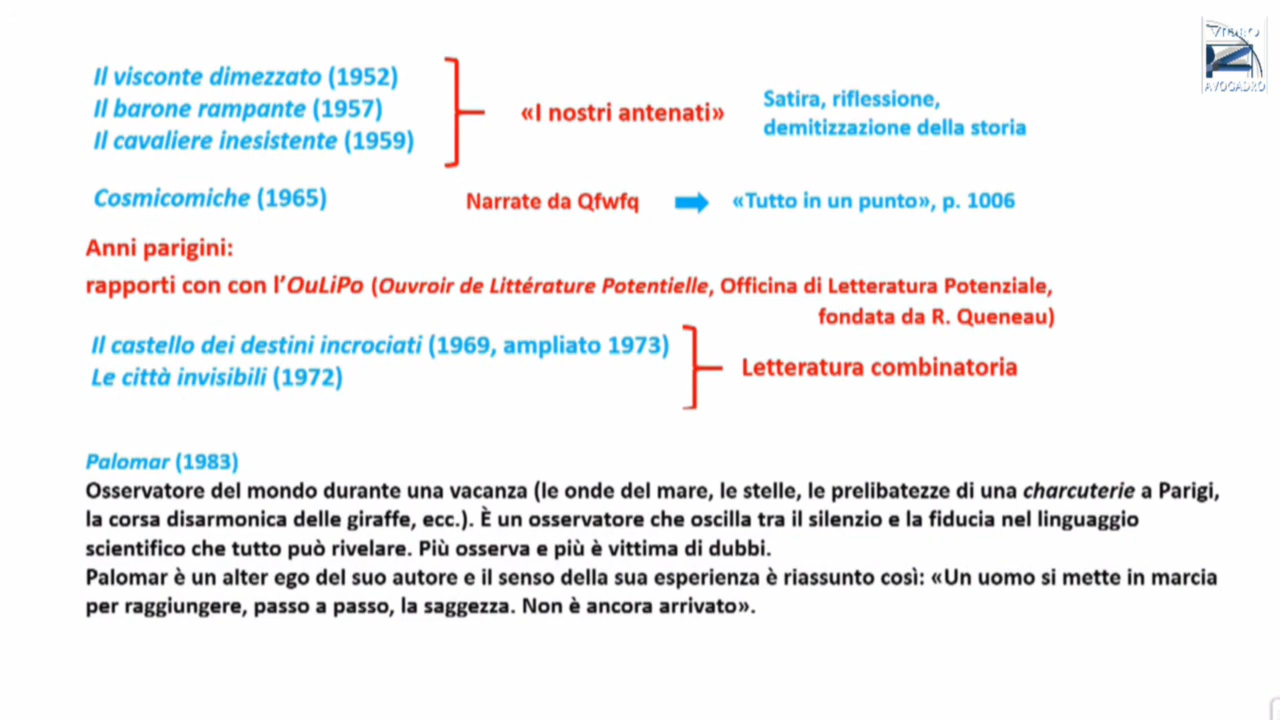 VIDEO
AVOGADRO
Il visconte dimezzato (1952)
Il barone rampante (1957)
Il cavaliere inesistente (1959)
«I nostri antenati»
Satira, riflessione,
demitizzazione della storia
Cosmicomiche (1965)
Narrate da Qfwfq
«Tutto in un punto», p. 1006
Anni parigini:
rapporti con con l’OuLiPo (Ouvroir de Littérature Potentielle, Officina di Letteratura Potenziale,
fondata da R. Queneau)
Il castello dei destini incrociati (1969, ampliato 1973)
Le città invisibili (1972)
Letteratura combinatoria
Palomar (1983)
Osservatore del mondo durante una vacanza (le onde del mare, le stelle, le prelibatezze di una charcuterie a Parigi,
la corsa disarmonica delle giraffe, ecc.). È un osservatore che oscilla tra il silenzio e la fiducia nel linguaggio
scientifico che tutto può rivelare. Più osserva e più è vittima di dubbi.
Palomar è un alter ego del suo autore e il senso della sua esperienza è riassunto così: «Un uomo si mette in marcia
per raggiungere, passo a passo, la saggezza. Non è ancora arrivato».